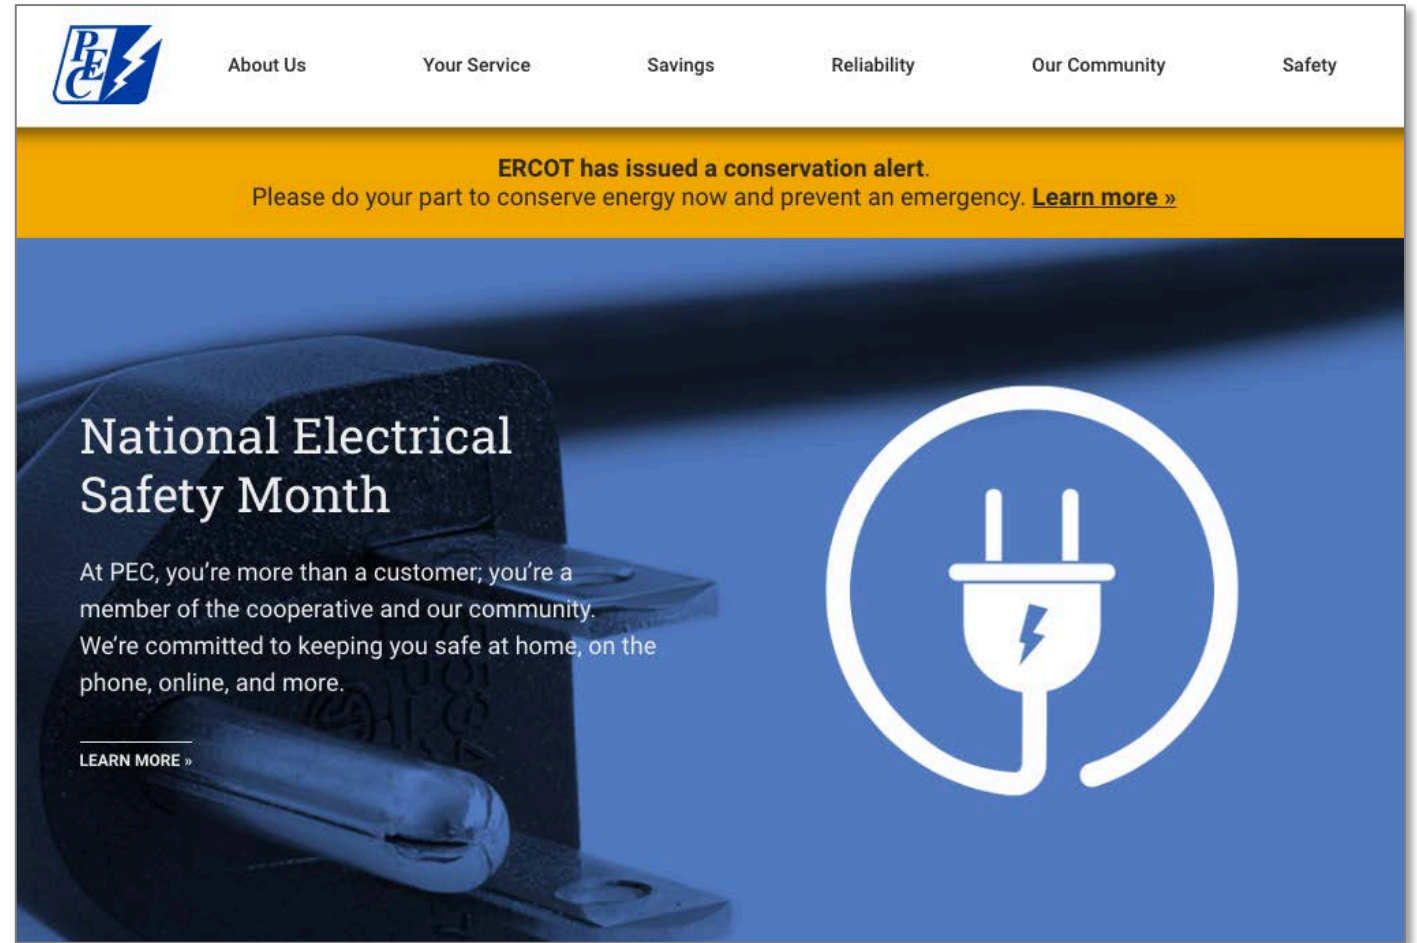 PEC
About Us
Your Service
Savings
Reliability
Our Community
Safety
ERCOT has issued a conservation alert.
Please do your part to conserve energy now and prevent an emergency. Learn more »
National Electrical
Safety Month
At PEC, you're more than a customer; you're a
member of the cooperative and our community.
We're committed to keeping you safe at home, on the
phone, online, and more.
LEARN MORE »